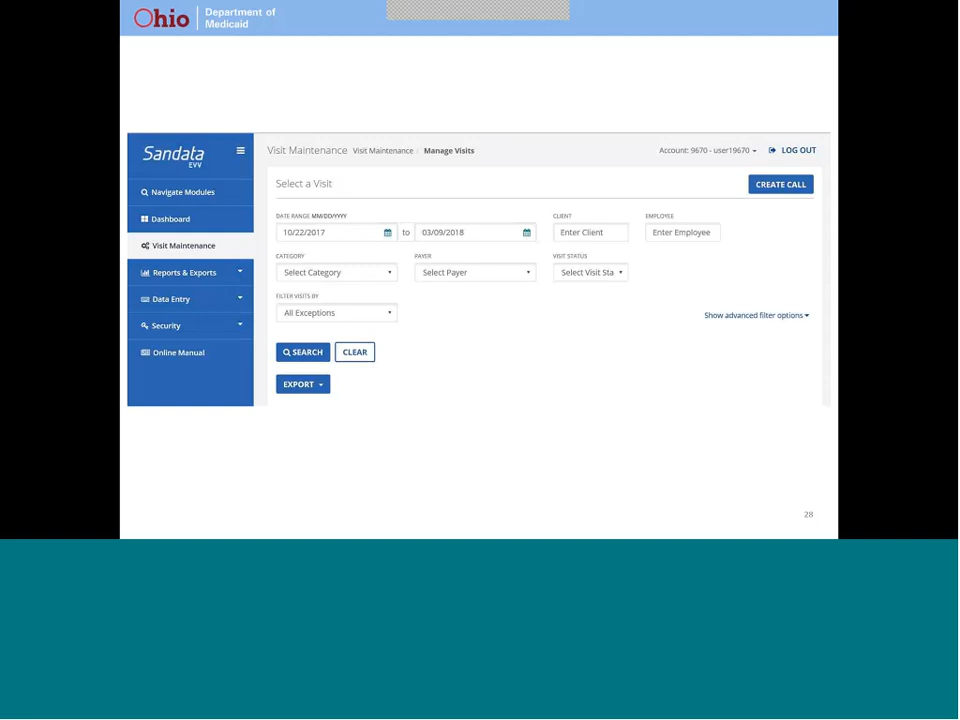 Ohio Department of Medicaid
Sandata EVV
Navigate Modules
Dashboard
Visit Maintenance
Reports & Exports
Data Entry
Security
Online Manual
Visit Maintenance Visit Maintenance / Manage Visits
Account: 9670 - user19670 LOG OUT
Select a Visit
CREATE CALL
DATE RANGE MM/DD/YYYY CLIENT EMPLOYEE
10/22/2017 to 03/09/2018 Enter Client Enter Employee
CATEGORY PAYER VISIT STATUS
Select Category Select Payer Select Visit Sta
FILTER VISITS BY
All Exceptions
Show advanced filter options
SEARCH CLEAR
EXPORT
28